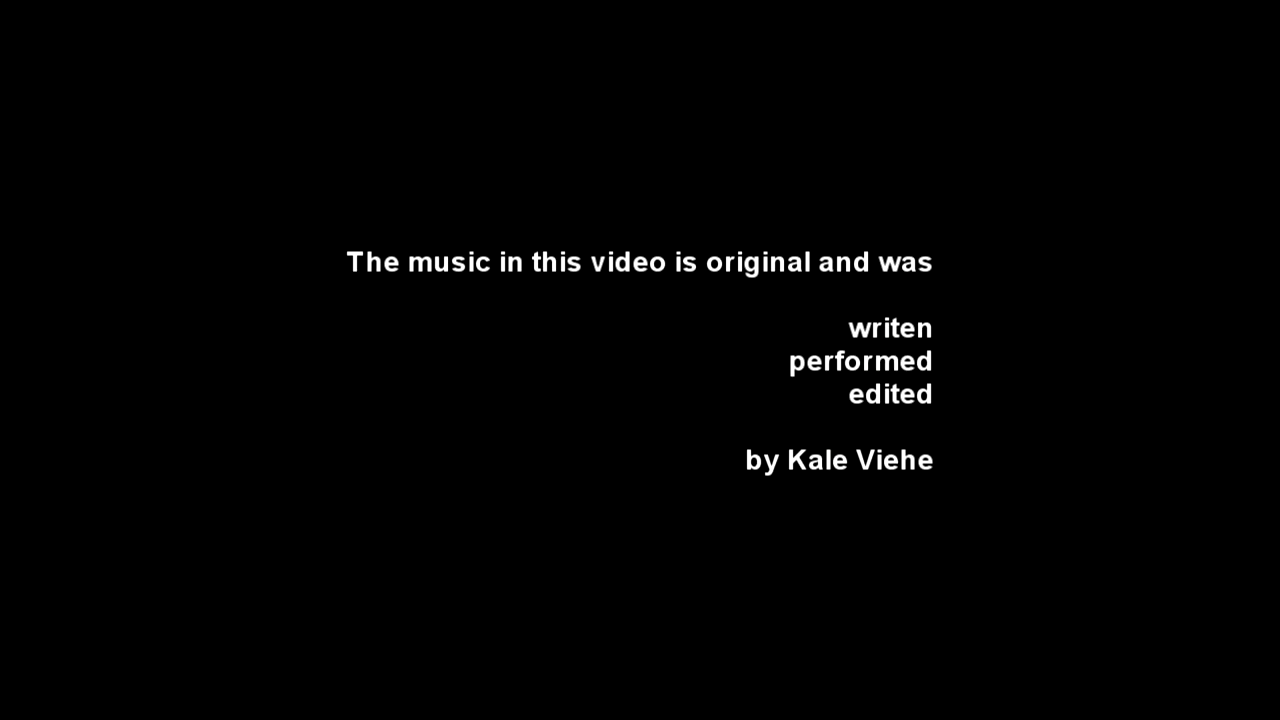 The music in this video is original and was
writen
performed
edited
by Kale Viehe